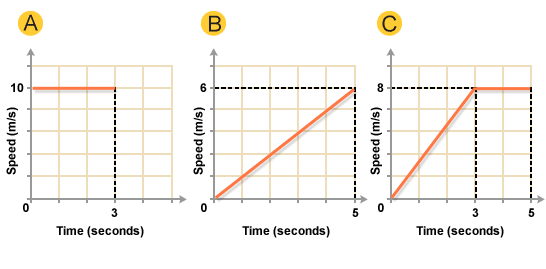 A
B
C
10
Speed (m/s)
0
3
Time (seconds)
6
Speed (m/s)
0
5
Time (seconds)
8
Speed (m/s)
0
3
5
Time (seconds)